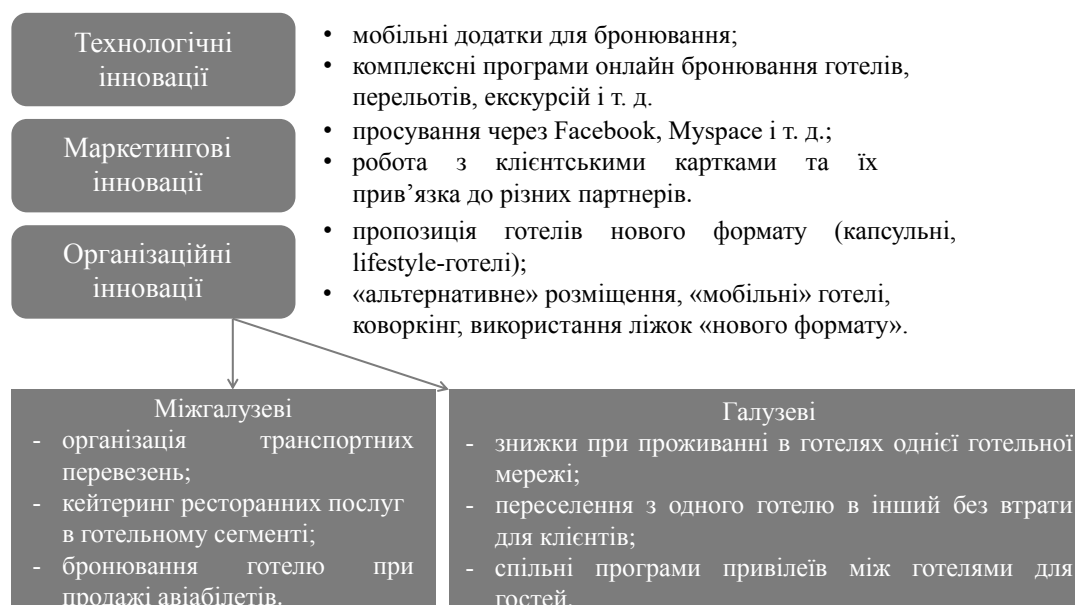 Технологічні
інновації
• мобільні додатки для бронювання;
• комплексні програми онлайн бронювання готелів,
перельотів, екскурсій і т. д.
Маркетингові
інновації
• просування через Facebook, Myspace і т. д.;
• робота з клієнтськими картками та їх
прив’язка до різних партнерів.
Організаційні
інновації
• пропозиція готелів нового формату (капсульні,
lifestyle-готелі);
• «альтернативне» розміщення, «мобільні» готелі,
коворкінг, використання ліжок «нового формату».
Міжгалузеві
- організація транспортних
перевезень;
- кейтеринг ресторанних послуг
в готельному сегменті;
- бронювання готелю при
продажі авіабілетів.
Галузеві
- знижки при проживанні в готелях однієї готельної
мережі;
- переселення з одного готелю в інший без втрати
для клієнтів;
- спільні програми привілеїв між готелями для
гостей.